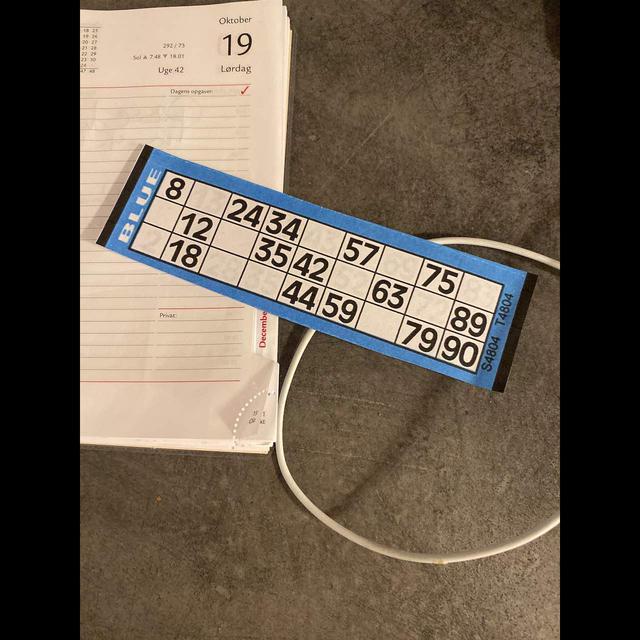 Oktober
19
292 / 73
Sol ▲ 7.48 ▼ 18.01
Uge 42
Lørdag
Dagens opgaver:
✓
BLUE
8 24 34 57 75
12 35 42 63 89
18 44 59 79 90
S4804 T4804
Privat:
December